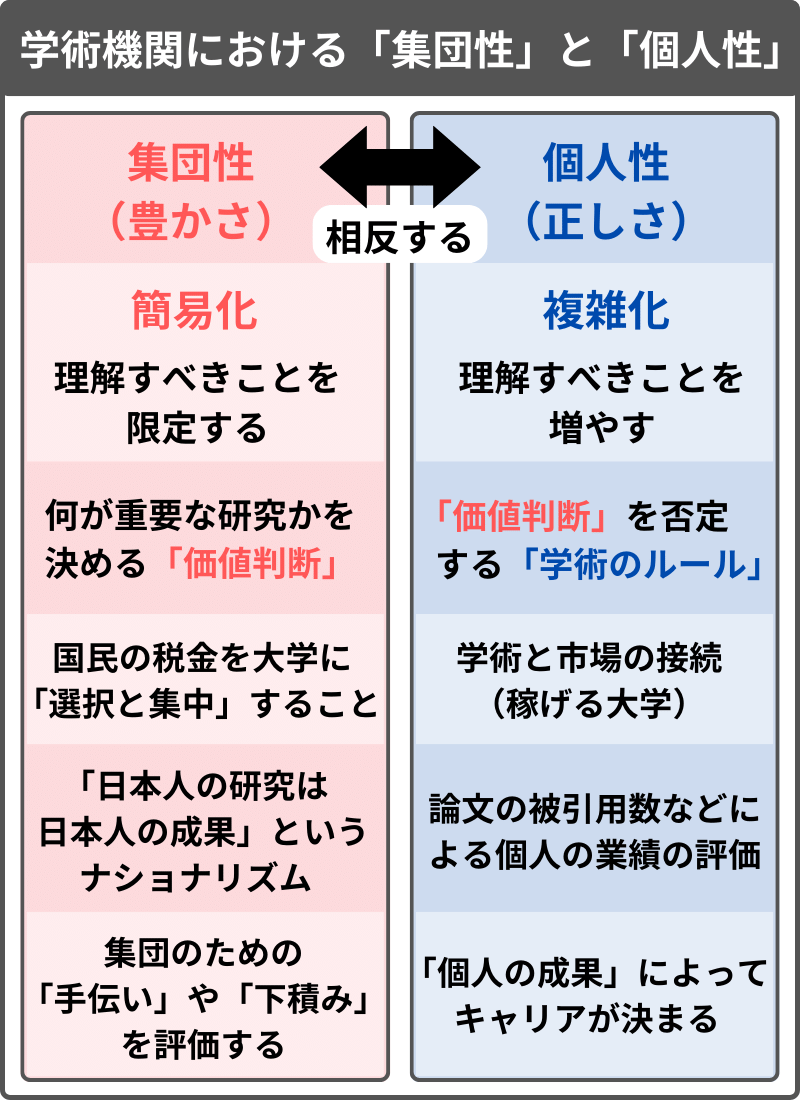 学術機関における「集団性」と「個人性」
集団性
（豊かさ）
個人性
（正しさ）
相反する
簡易化
理解すべきことを
限定する
複雑化
理解すべきことを
増やす
何が重要な研究かを
決める「価値判断」
「価値判断」を否定
する「学術のルール」
国民の税金を大学に
「選択と集中」すること
学術と市場の接続
（稼げる大学）
「日本人の研究は
日本人の成果」という
ナショナリズム
論文の被引用数などに
よる個人の業績の評価
集団のための
「手伝い」や「下積み」
を評価する
「個人の成果」によって
キャリアが決まる